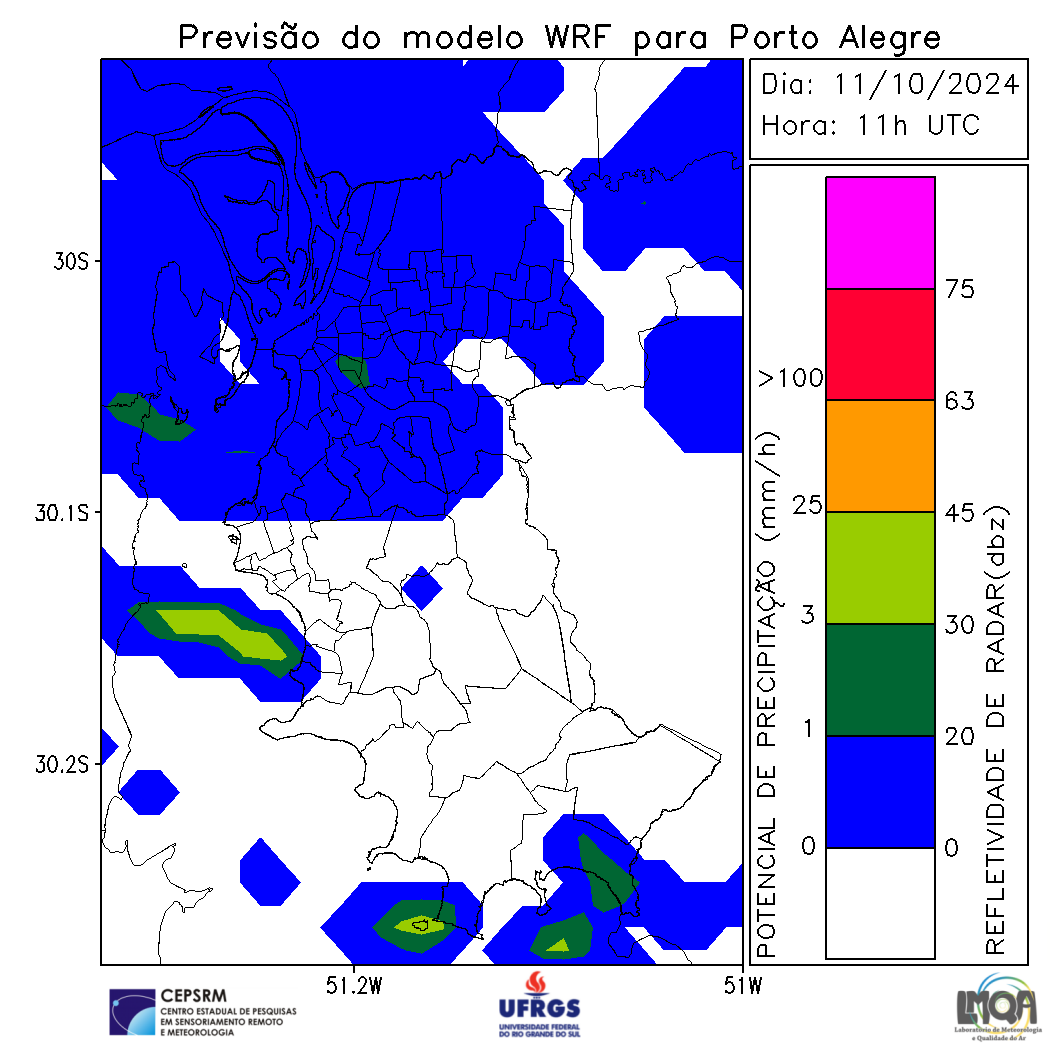 Previsão do modelo WRF para Porto Alegre
Dia: 11/10/2024
Hora: 11h UTC
30S
30.1S
30.2S
51.2W
51W
POTENCIAL DE PRECIPITAÇÃO (mm/h)
>100
25
3
1
0
75
63
45
30
20
0
REFLETIVIDADE DE RADAR(dbz)
CEPSRM
CENTRO ESTADUAL DE PESQUISAS
EM SENSORIAMENTO REMOTO
E METEOROLOGIA
UFRGS
UNIVERSIDADE FEDERAL
DO RIO GRANDE DO SUL
LMQA
Laboratório de Meteorologia
e Qualidade do Ar